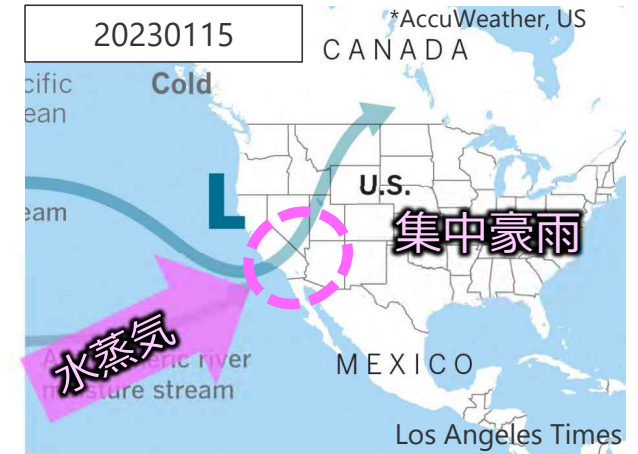 20230115
*AccuWeather, US
CANADA
cific
ean
Cold
eam
L
U.S.
集中豪雨
水蒸気
eric river
sture stream
MEXICO
Los Angeles Times